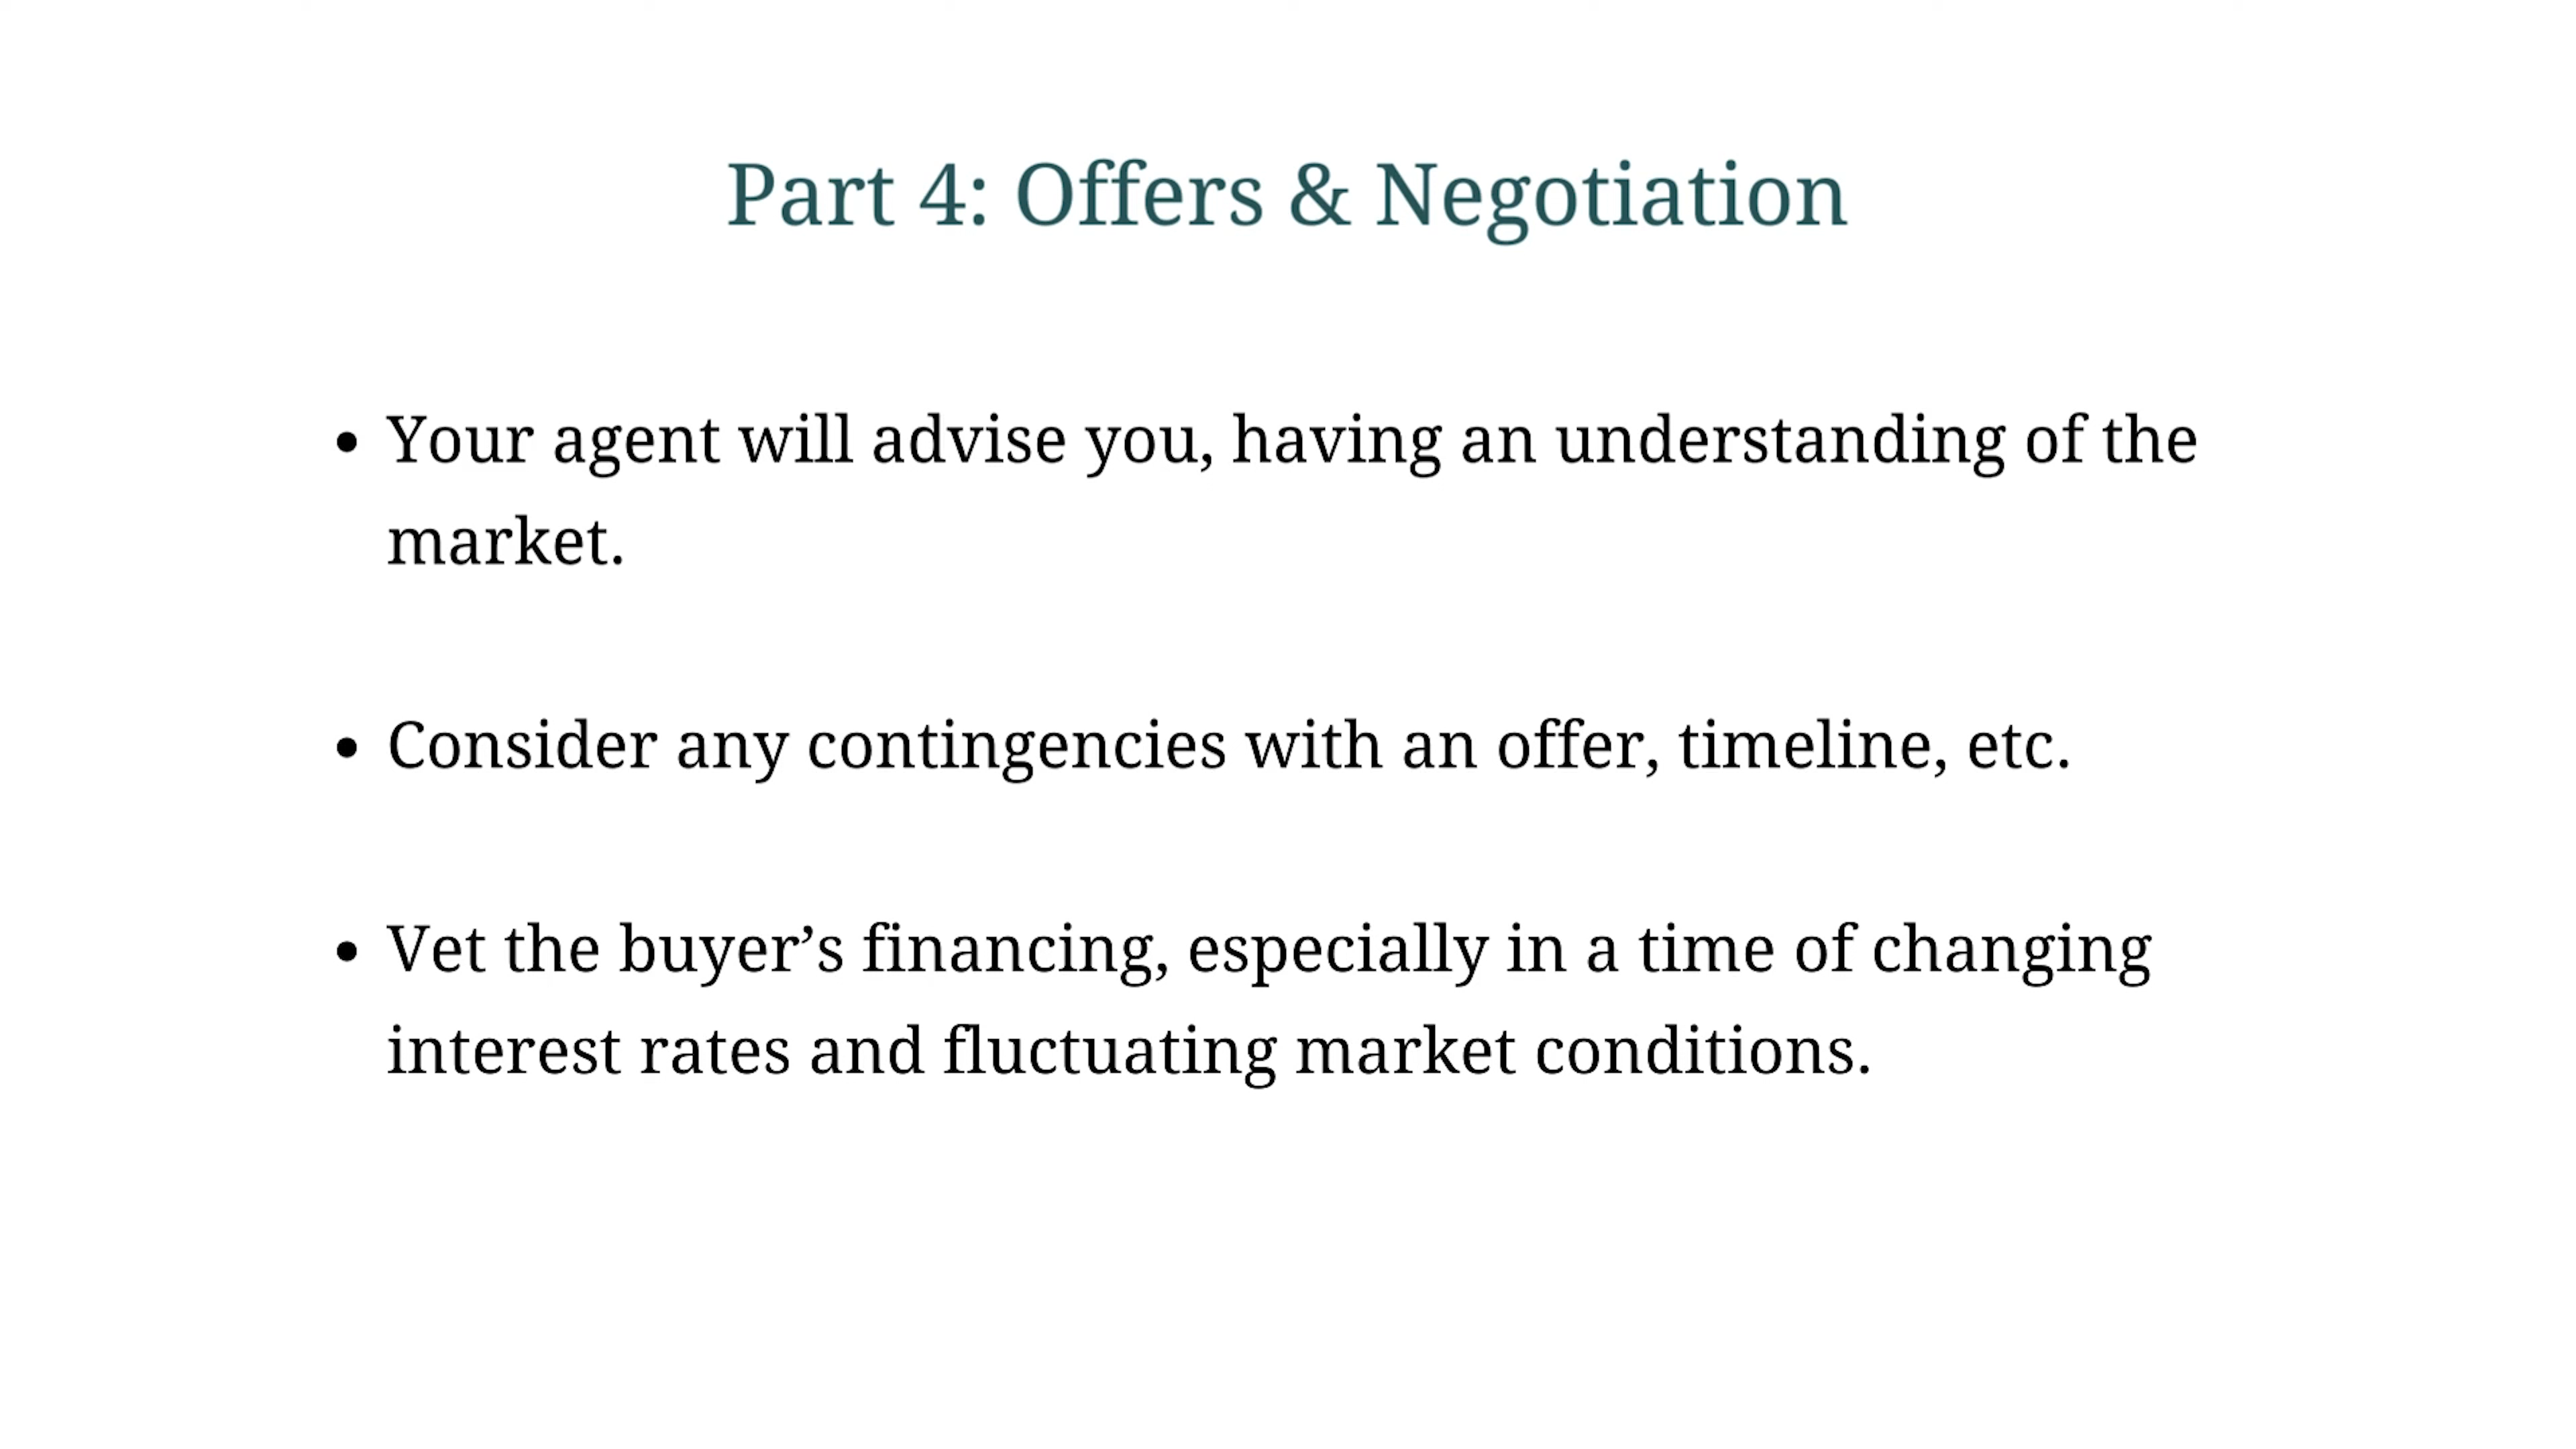 Part 4: Offers & Negotiation
• Your agent will advise you, having an understanding of the
market.
• Consider any contingencies with an offer, timeline, etc.
• Vet the buyer’s financing, especially in a time of changing
interest rates and fluctuating market conditions.